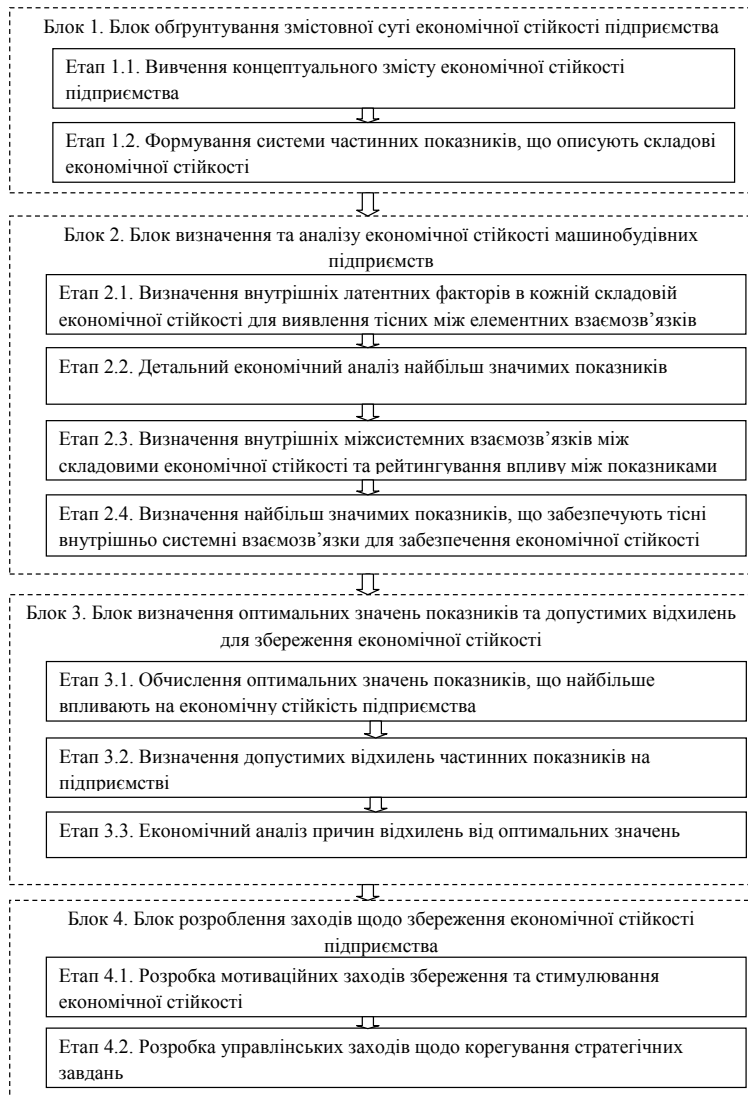 Блок 1. Блок обґрунтування змістовної суті економічної стійкості підприємства
Етап 1.1. Вивчення концептуального змісту економічної стійкості
підприємства
Етап 1.2. Формування системи частинних показників, що описують складові
економічної стійкості
Блок 2. Блок визначення та аналізу економічної стійкості машинобудівних
підприємств
Етап 2.1. Визначення внутрішніх латентних факторів в кожній складовій
економічної стійкості для виявлення тісних між елементних взаємозв’язків
Етап 2.2. Детальний економічний аналіз найбільш значимих показників
Етап 2.3. Визначення внутрішніх міжсистемних взаємозв’язків між
складовими економічної стійкості та рейтингування впливу між показниками
Етап 2.4. Визначення найбільш значимих показників, що забезпечують тісні
внутрішньо системні взаємозв’язки для забезпечення економічної стійкості
Блок 3. Блок визначення оптимальних значень показників та допустимих відхилень
для збереження економічної стійкості
Етап 3.1. Обчислення оптимальних значень показників, що найбільше
впливають на економічну стійкість підприємства
Етап 3.2. Визначення допустимих відхилень частинних показників на
підприємстві
Етап 3.3. Економічний аналіз причин відхилень від оптимальних значень
Блок 4. Блок розроблення заходів щодо збереження економічної стійкості
підприємства
Етап 4.1. Розробка мотиваційних заходів збереження та стимулювання
економічної стійкості
Етап 4.2. Розробка управлінських заходів щодо корегування стратегічних
завдань